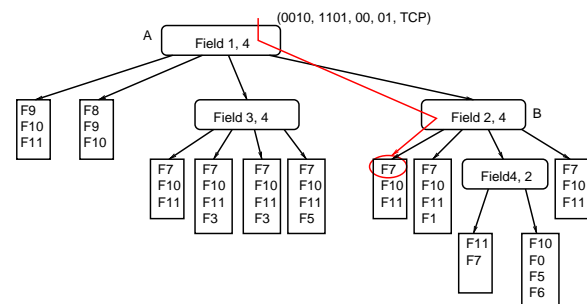 (0010, 1101, 00, 01, TCP)
A
Field 1, 4
F9
F10
F11
F8
F9
F10
Field 3, 4
Field 2, 4
B
F7
F10
F11
F7
F10
F11
F3
F7
F10
F11
F3
F7
F10
F11
F5
F7
F10
F11
F7
F10
F11
F1
Field4, 2
F7
F10
F11
F11
F7
F10
F0
F5
F6